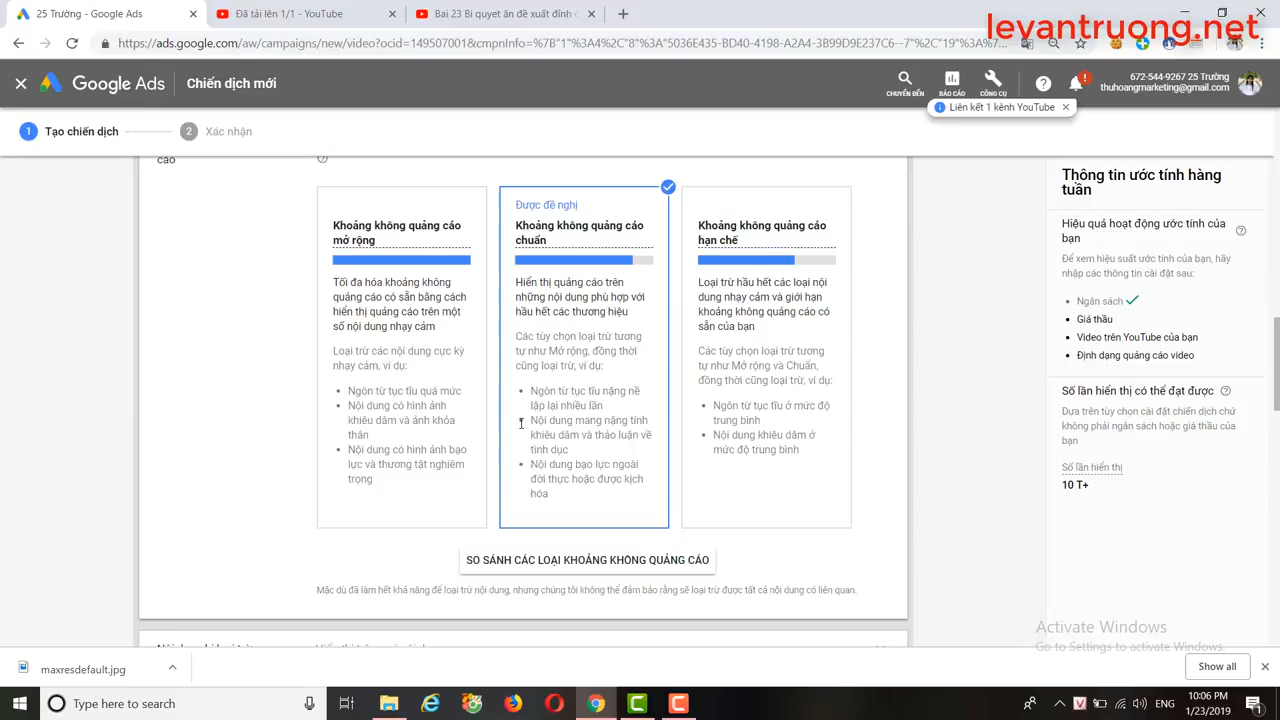 25 Trường - Google Ads
Đã tải lên 1/1 - YouTube
Bai 23 Bi quyet ăn đề xuất đỉnh c
levantruong.net
https://ads.google.com/aw/campaigns/new/video?ocid=149507001&cmpnInfo=%7B"1"%3A4%2C"8"%3A"5036E435-BD40-4198-A2A4-3B99D9E237C6--7"%2C"19"%3A%7...
Google Ads
Chiến dịch mới
CHUYỂN ĐẾN
BÁO CÁO
CÔNG CỤ
672-544-9267 25 Trường
thuhoangmarketing@gmail.com
Liên kết 1 kênh YouTube
1 Tạo chiến dịch
2 Xác nhận
cáo
Khoảng không quảng cáo
mở rộng
Tối đa hóa khoảng không
quảng cáo có sẵn bằng cách
hiển thị quảng cáo trên một
số nội dung nhạy cảm
Loại trừ các nội dung cực kỳ
nhạy cảm, ví dụ:
Ngôn từ tục tĩu quá mức
Nội dung có hình ảnh
khiêu dâm và ảnh khỏa
thân
Nội dung có hình ảnh bạo
lực và thương tật nghiêm
trọng
Được đề nghị
Khoảng không quảng cáo
chuẩn
Hiển thị quảng cáo trên
những nội dung phù hợp với
hầu hết các thương hiệu
Các tùy chọn loại trừ tương
tự như Mở rộng, đồng thời
cũng loại trừ, ví dụ:
Ngôn từ tục tĩu nặng nề
lặp lại nhiều lần
Nội dung mang nặng tính
khiêu dâm và thảo luận về
tình dục
Nội dung bạo lực ngoài
đời thực hoặc được kịch
hóa
Khoảng không quảng cáo
hạn chế
Loại trừ hầu hết các loại nội
dung nhạy cảm và giới hạn
khoảng không quảng cáo có
sẵn của bạn
Các tùy chọn loại trừ tương
tự như Mở rộng và Chuẩn,
đồng thời cũng loại trừ, ví dụ:
Ngôn từ tục tĩu ở mức độ
trung bình
Nội dung khiêu dâm ở
mức độ trung bình
SO SÁNH CÁC LOẠI KHOẢNG KHÔNG QUẢNG CÁO
Mặc dù đã làm hết khả năng để loại trừ nội dung, nhưng chúng tôi không thể đảm bảo rằng sẽ loại trừ được tất cả nội dung có liên quan.
Thông tin ước tính hàng
tuần
Hiệu quả hoạt động ước tính của
bạn
Để xem hiệu suất ước tính của bạn, hãy
nhập các thông tin cài đặt sau:
Ngân sách
Giá thầu
Video trên YouTube của bạn
Định dạng quảng cáo video
Số lần hiển thị có thể đạt được
Dựa trên tùy chọn cài đặt chiến dịch chứ
không phải ngân sách hoặc giá thầu của
bạn
Số lần hiển thị
10 T+
Activate Windows
Go to Settings to activate Windows.
maxresdefault.jpg
Show all
Type here to search
ENG
10:06 PM
1/23/2019